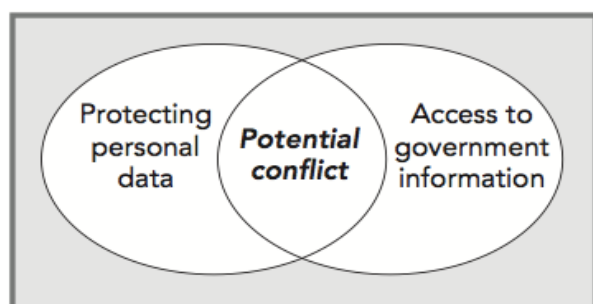 Protecting
personal
data
Potential
conflict
Access to
government
information